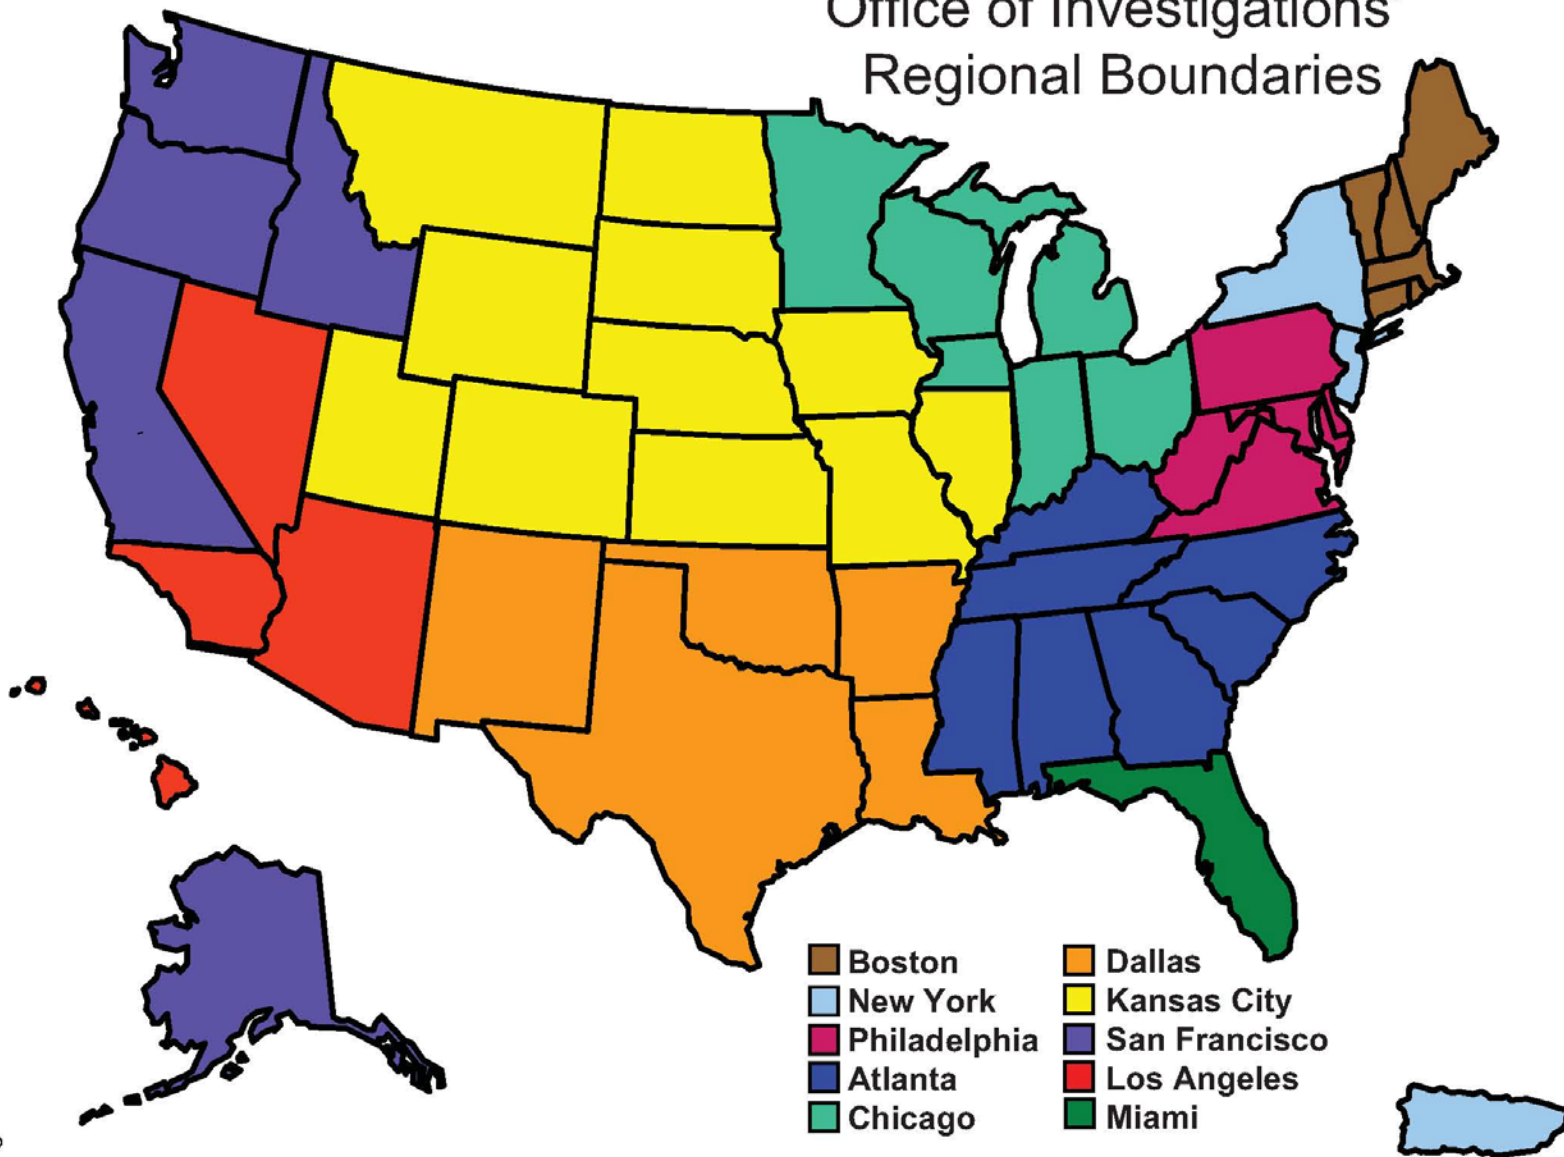 Office of Investigations
Regional Boundaries
Boston
New York
Philadelphia
Atlanta
Chicago
Dallas
Kansas City
San Francisco
Los Angeles
Miami